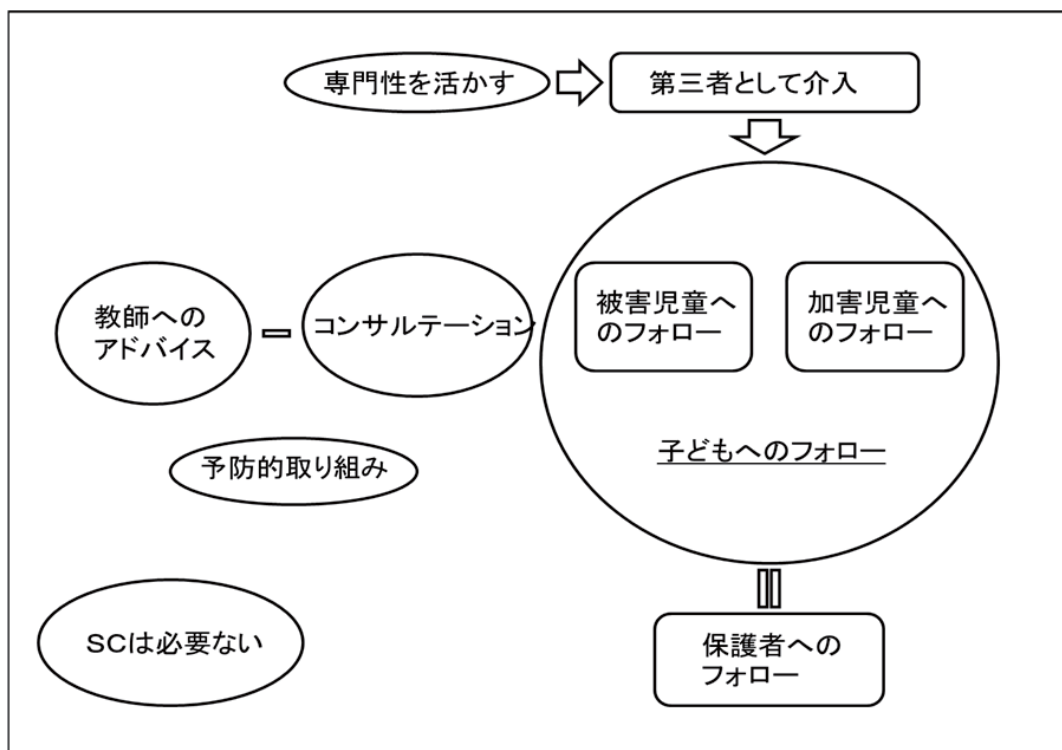 専門性を活かす
第三者として介入
被害児童へ
のフォロー
加害児童へ
のフォロー
教師への
アドバイス
コンサルテーション
子どもへのフォロー
予防的取り組み
SCは必要ない
保護者への
フォロー